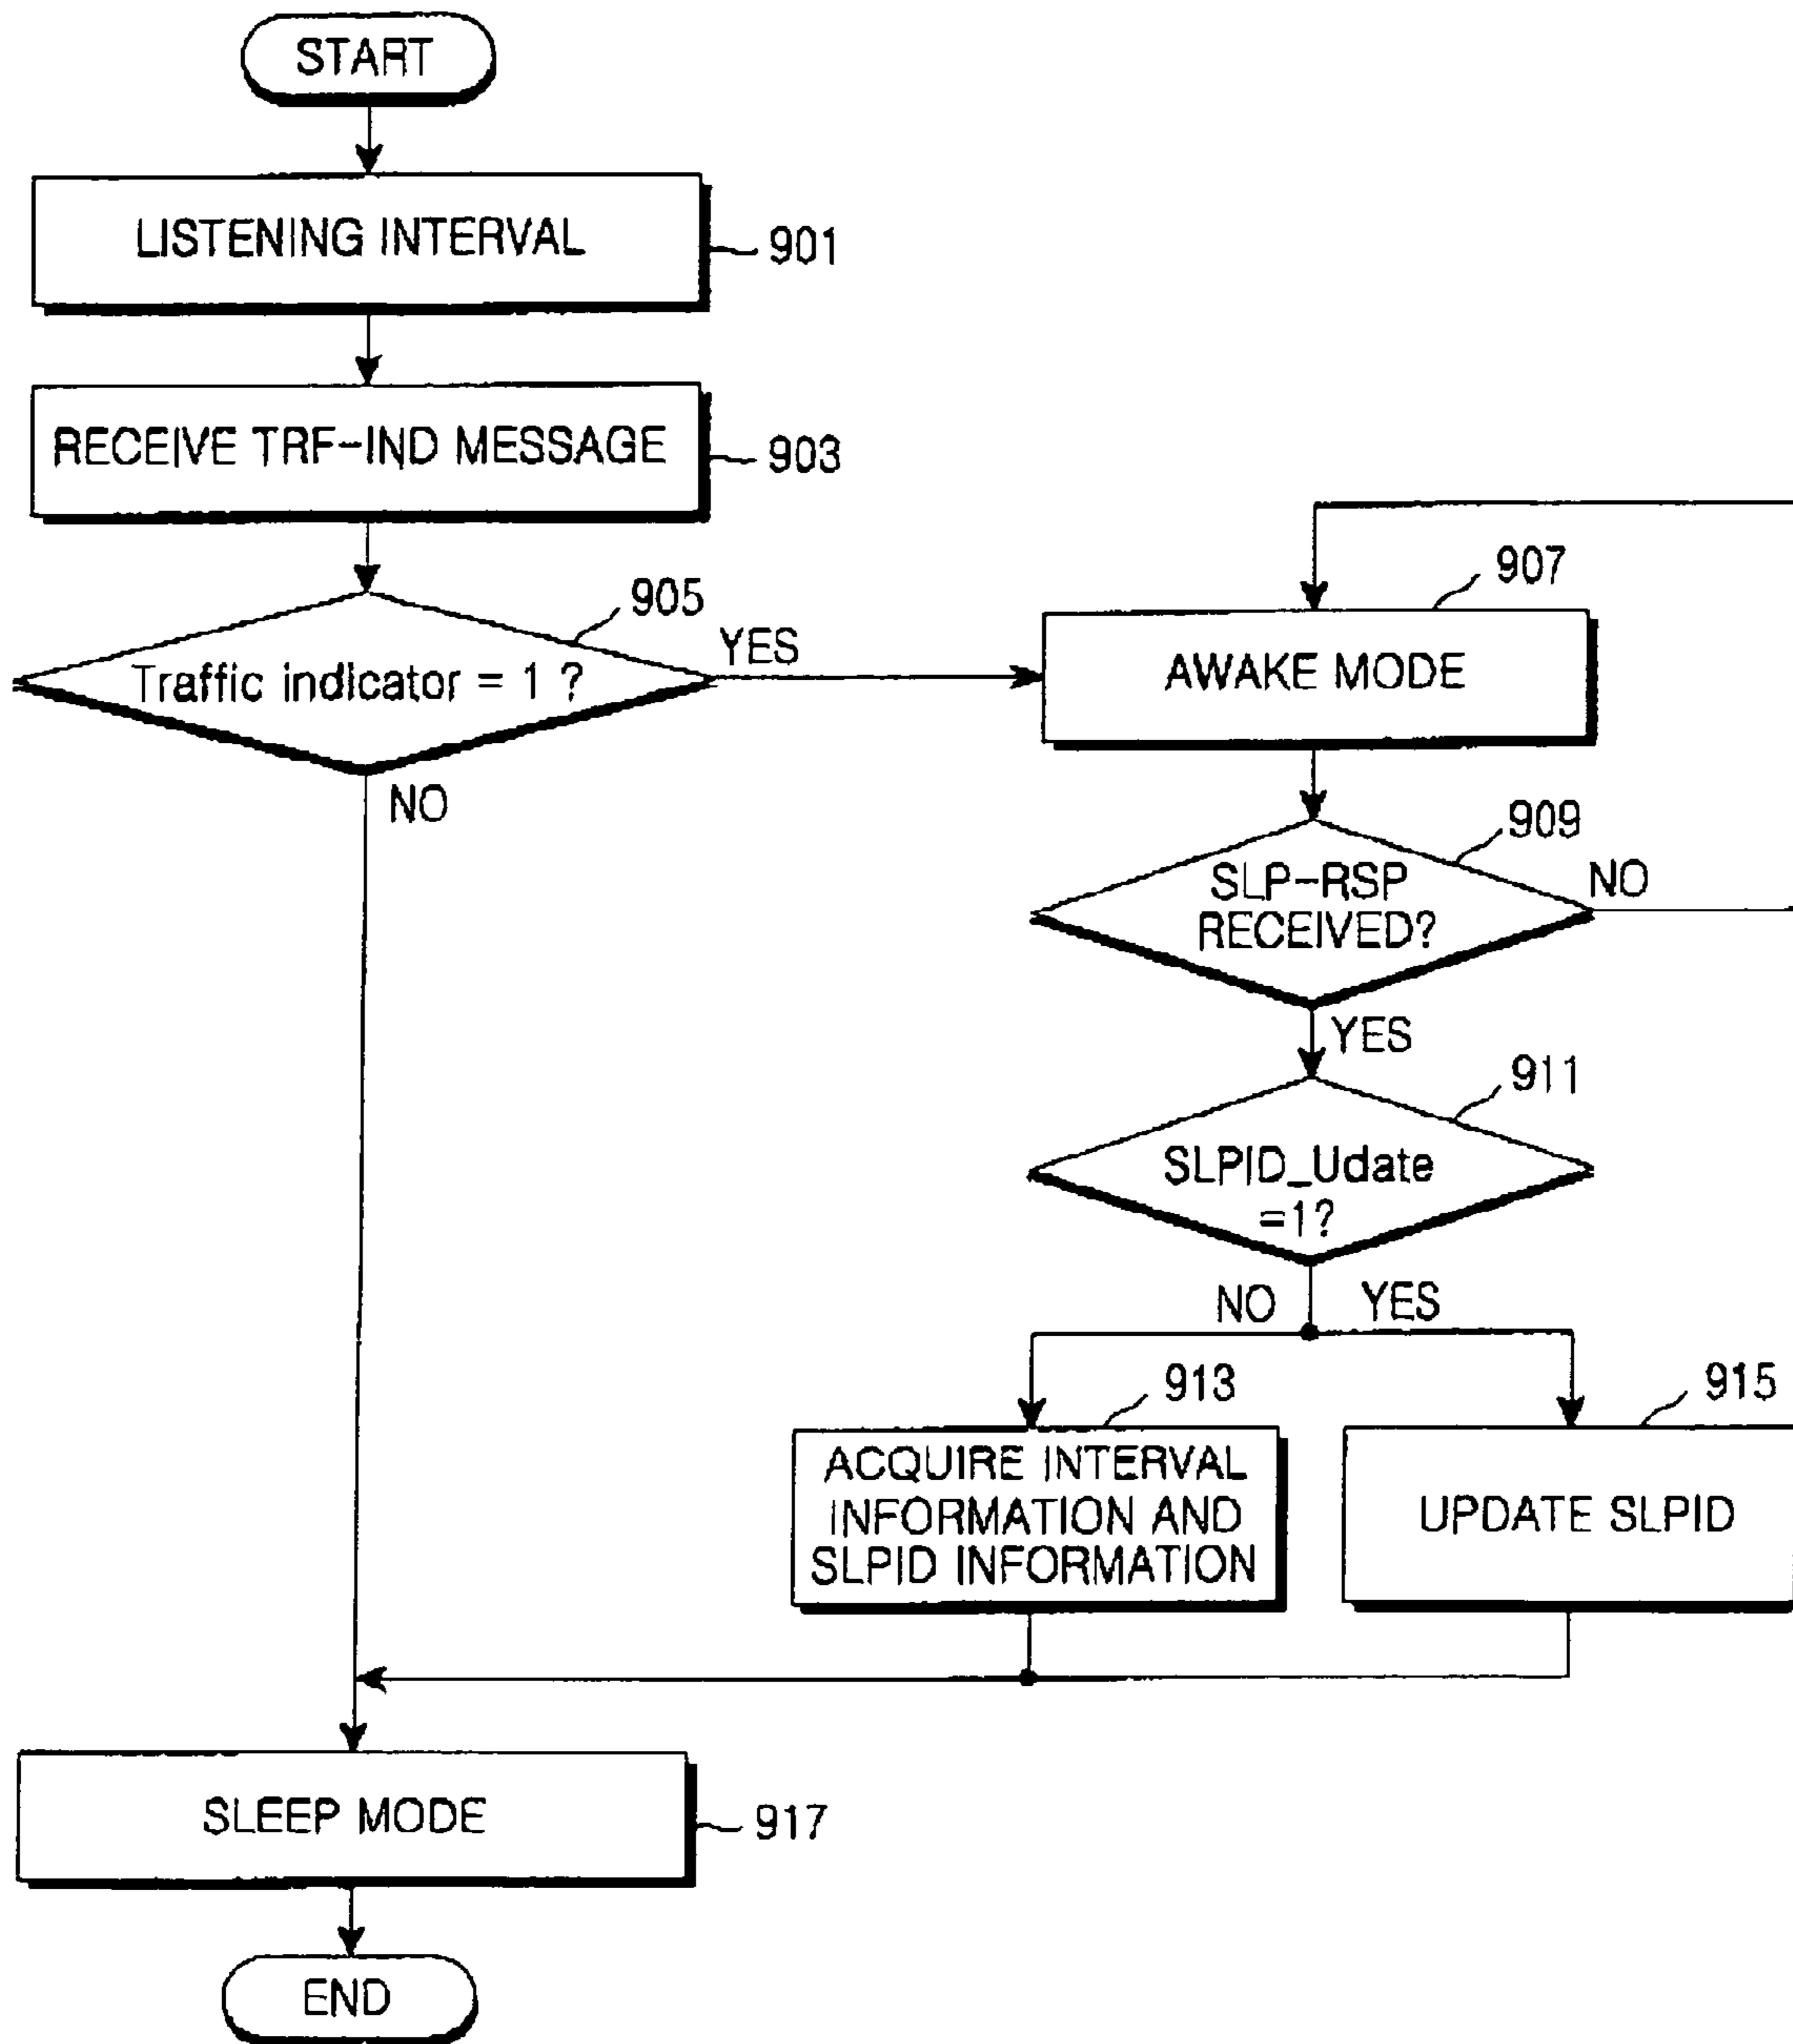 START
LISTENING INTERVAL
901
RECEIVE TRF-IND MESSAGE
903
905
Traffic indicator = 1 ?
YES
NO
907
AWAKE MODE
909
SLP-RSP
RECEIVED?
NO
YES
911
SLPID_Udate
=1?
NO
YES
913
ACQUIRE INTERVAL
INFORMATION AND
SLPID INFORMATION
915
UPDATE SLPID
SLEEP MODE
917
END